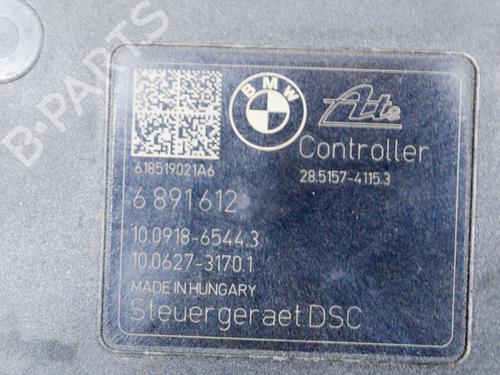 BMW
Ate
Controller
28.5157-4115.3
618519021A6
6 891 612
10.0918-6544.3
10.0627-3170.1
MADE IN HUNGARY
Steuergeraet DSC
B-PARTS